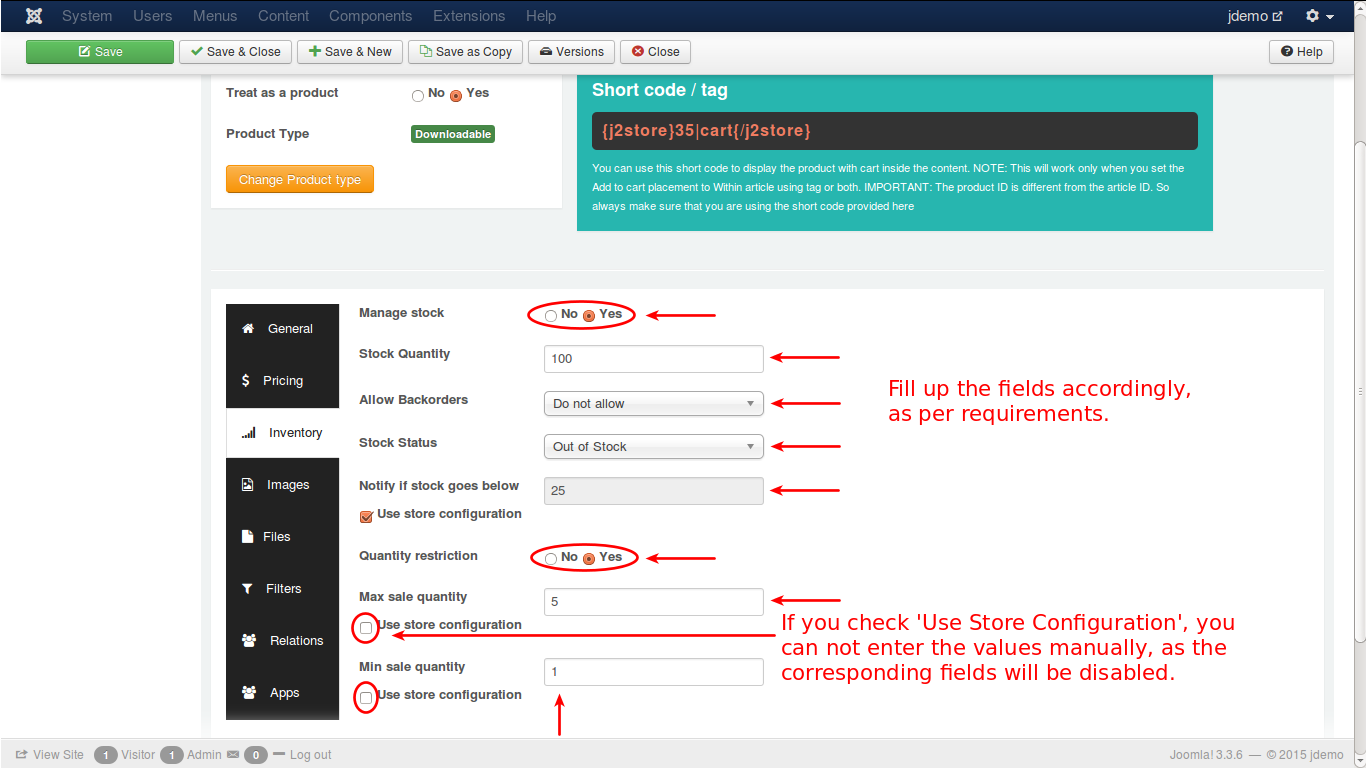 System Users Menus Content Components Extensions Help jdemo
Save Save & Close Save & New Save as Copy Versions Close Help
Treat as a product No Yes
Product Type Downloadable
Change Product type
Short code / tag
{j2store}35|cart{/j2store}
You can use this short code to display the product with cart inside the content. NOTE: This will work only when you set the
Add to cart placement to Within article using tag or both. IMPORTANT: The product ID is different from the article ID. So
always make sure that you are using the short code provided here
General
Pricing
Inventory
Images
Files
Filters
Relations
Apps
Manage stock No Yes
Stock Quantity 100
Allow Backorders Do not allow
Stock Status Out of Stock
Notify if stock goes below 25
Use store configuration
Quantity restriction No Yes
Max sale quantity 5
Use store configuration
Min sale quantity 1
Use store configuration
Fill up the fields accordingly,
as per requirements.
If you check 'Use Store Configuration', you
can not enter the values manually, as the
corresponding fields will be disabled.
View Site 1 Visitor 1 Admin 0 Log out Joomla! 3.3.6 — © 2015 jdemo